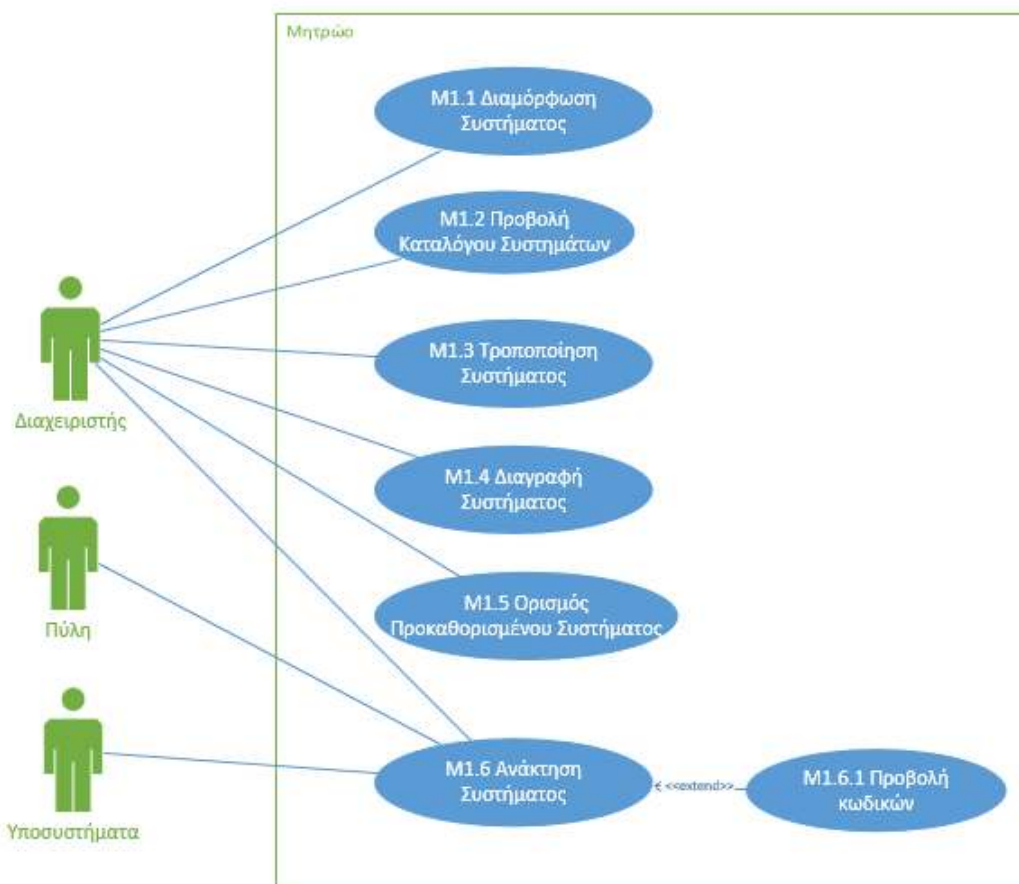 Μητρώο
Μ1.1 Διαμόρφωση
Συστήματος
Μ1.2 Προβολή
Καταλόγου Συστημάτων
Μ1.3 Τροποποίηση
Συστήματος
Διαχειριστής
Μ1.4 Διαγραφή
Συστήματος
Πύλη
Μ1.5 Ορισμός
Προκαθορισμένου Συστήματος
Μ1.6 Ανάκτηση
Συστήματος
<<extend>>
Μ1.6.1 Προβολή
κωδικών
Υποσυστήματα